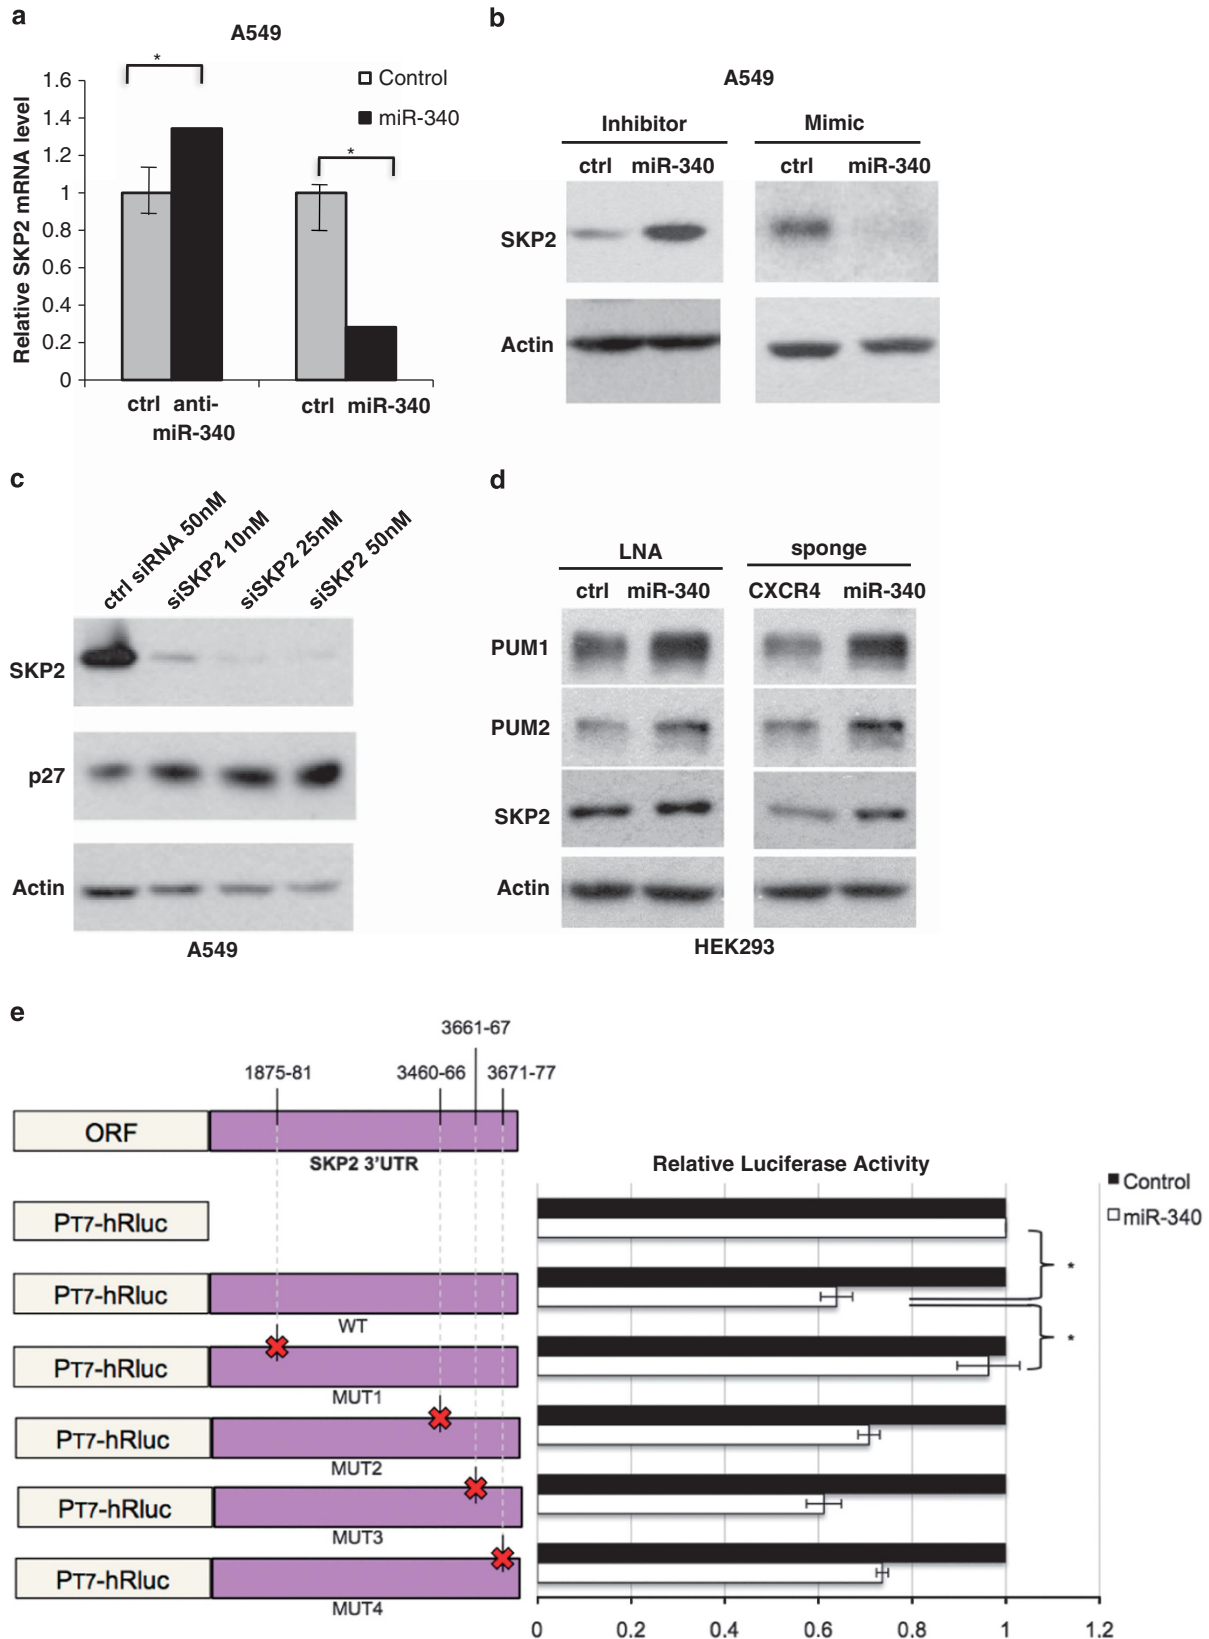 a
A549
*
*
Control
miR-340
Relative SKP2 mRNA level
1.6
1.4
1.2
1
0.8
0.6
0.4
0.2
0
ctrl anti-miR-340
ctrl miR-340
b
A549
Inhibitor Mimic
ctrl miR-340 ctrl miR-340
SKP2
Actin
c
ctrl siRNA 50nM
siSKP2 10nM
siSKP2 25nM
siSKP2 50nM
SKP2
p27
Actin
A549
d
LNA sponge
ctrl miR-340 CXCR4 miR-340
PUM1
PUM2
SKP2
Actin
HEK293
e
3661-67
1875-81 3460-66 3671-77
ORF
SKP2 3'UTR
PT7-hRluc
PT7-hRluc
WT
PT7-hRluc
MUT1
PT7-hRluc
MUT2
PT7-hRluc
MUT3
PT7-hRluc
MUT4
Relative Luciferase Activity
Control
miR-340
*
*
0 0.2 0.4 0.6 0.8 1 1.2